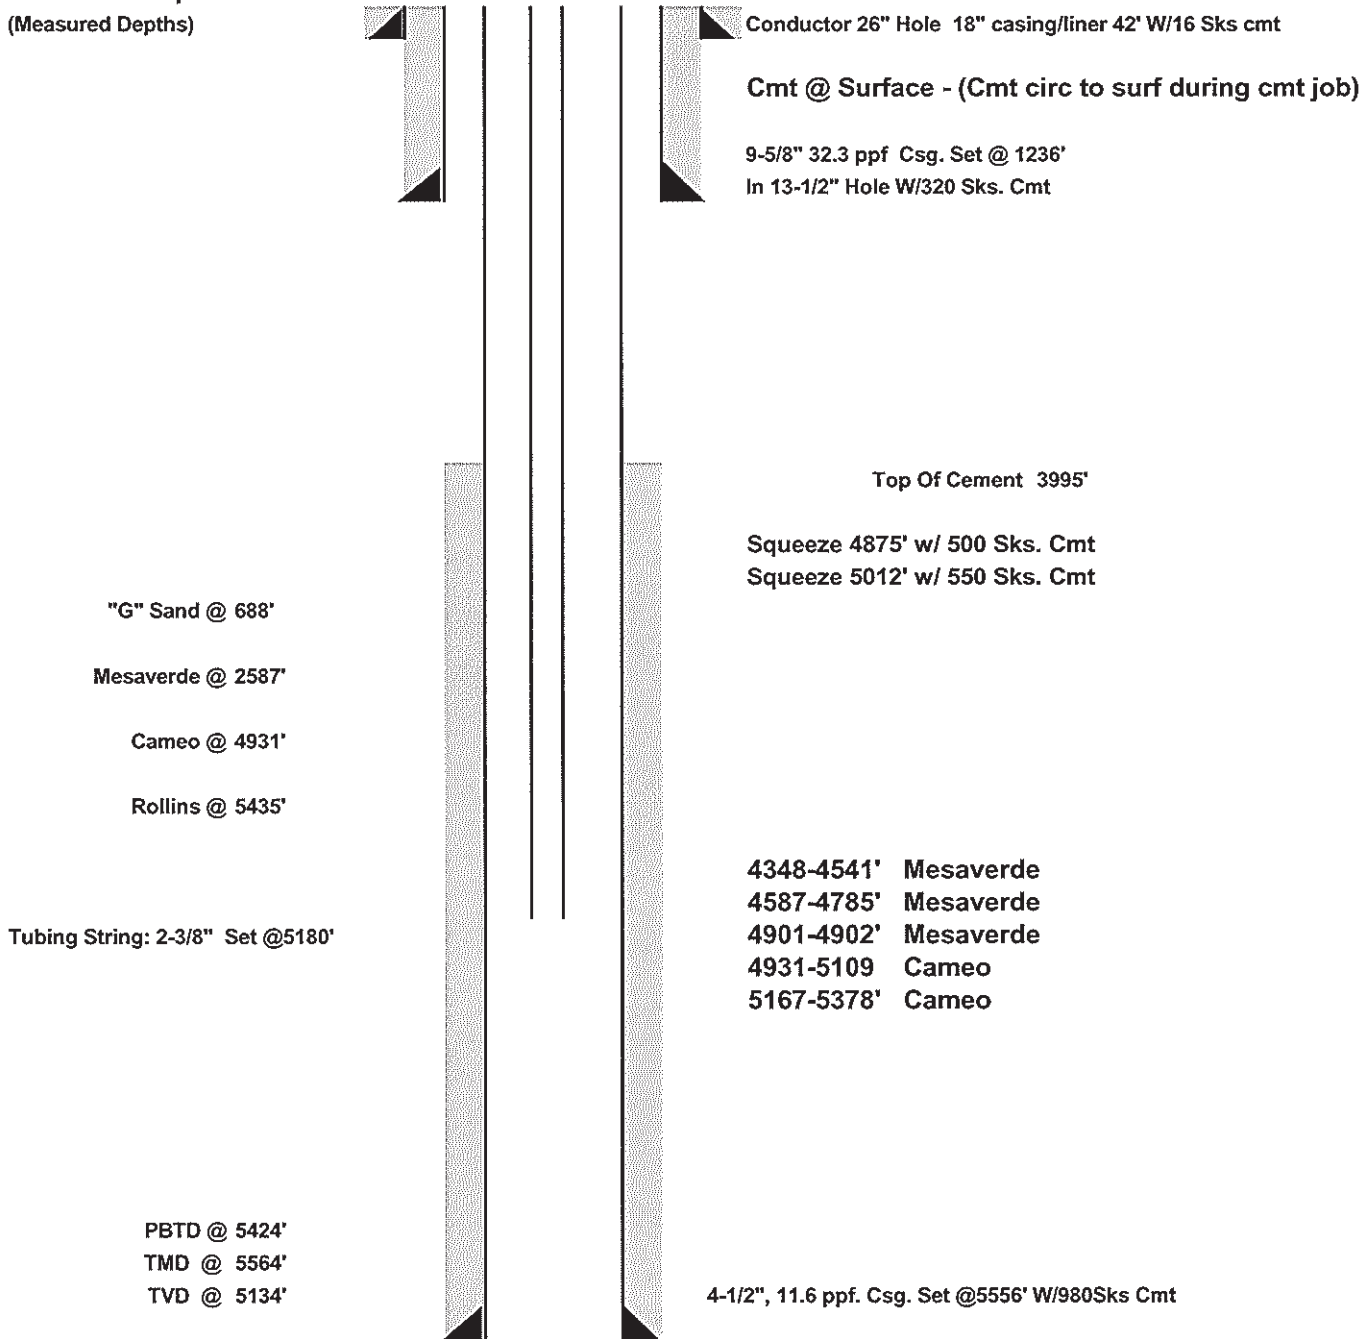 (Measured Depths)
Conductor 26" Hole 18" casing/liner 42' W/16 Sks cmt
Cmt @ Surface - (Cmt circ to surf during cmt job)
9-5/8" 32.3 ppf Csg. Set @ 1236'
In 13-1/2" Hole W/320 Sks. Cmt
Top Of Cement 3995'
Squeeze 4875' w/ 500 Sks. Cmt
Squeeze 5012' w/ 550 Sks. Cmt
"G" Sand @ 688'
Mesaverde @ 2587'
Cameo @ 4931'
Rollins @ 5435'
4348-4541' Mesaverde
4587-4785' Mesaverde
4901-4902' Mesaverde
4931-5109 Cameo
5167-5378' Cameo
Tubing String: 2-3/8" Set @5180'
PBTD @ 5424'
TMD @ 5564'
TVD @ 5134'
4-1/2", 11.6 ppf. Csg. Set @5556' W/980Sks Cmt